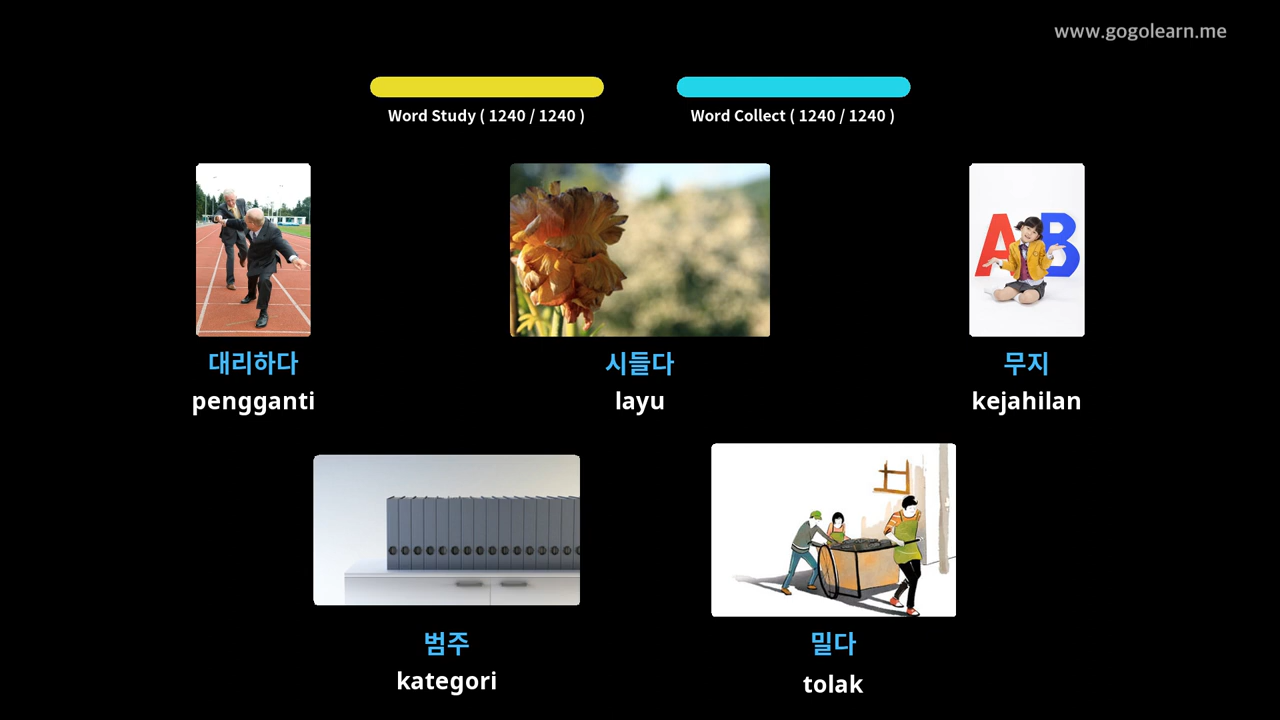 www.gogolearn.me
Word Study ( 1240 / 1240 )
Word Collect ( 1240 / 1240 )
AB
대리하다
시들다
무지
pengganti
layu
kejahilan
범주
밀다
kategori
tolak